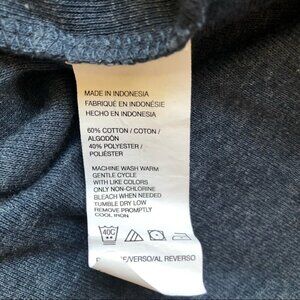 MADE IN INDONESIA
FABRIQUÉ EN INDONÉSIE
HECHO EN INDONESIA
60% COTTON / COTON /
ALGODÓN
40% POLYESTER /
POLIÉSTER
MACHINE WASH WARM
GENTLE CYCLE
WITH LIKE COLORS
ONLY NON-CHLORINE
BLEACH WHEN NEEDED
TUMBLE DRY LOW
REMOVE PROMPTLY
COOL IRON
40C
/VERSO/AL REVERSO